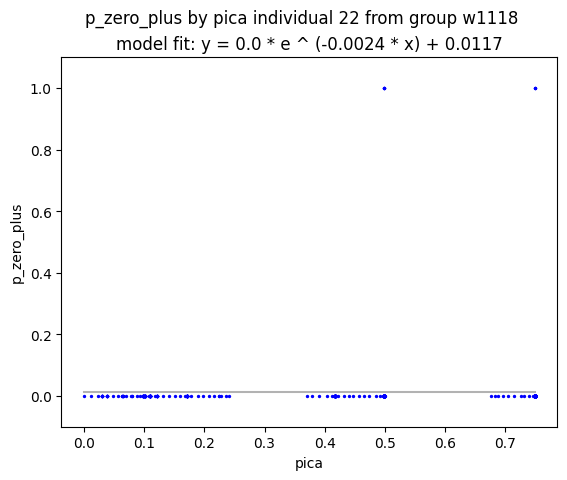 p_zero_plus by pica individual 22 from group w1118
model fit: y = 0.0 * e ^ (-0.0024 * x) + 0.0117
1.0
0.8
0.6
0.4
0.2
0.0
p_zero_plus
0.0 0.1 0.2 0.3 0.4 0.5 0.6 0.7
pica